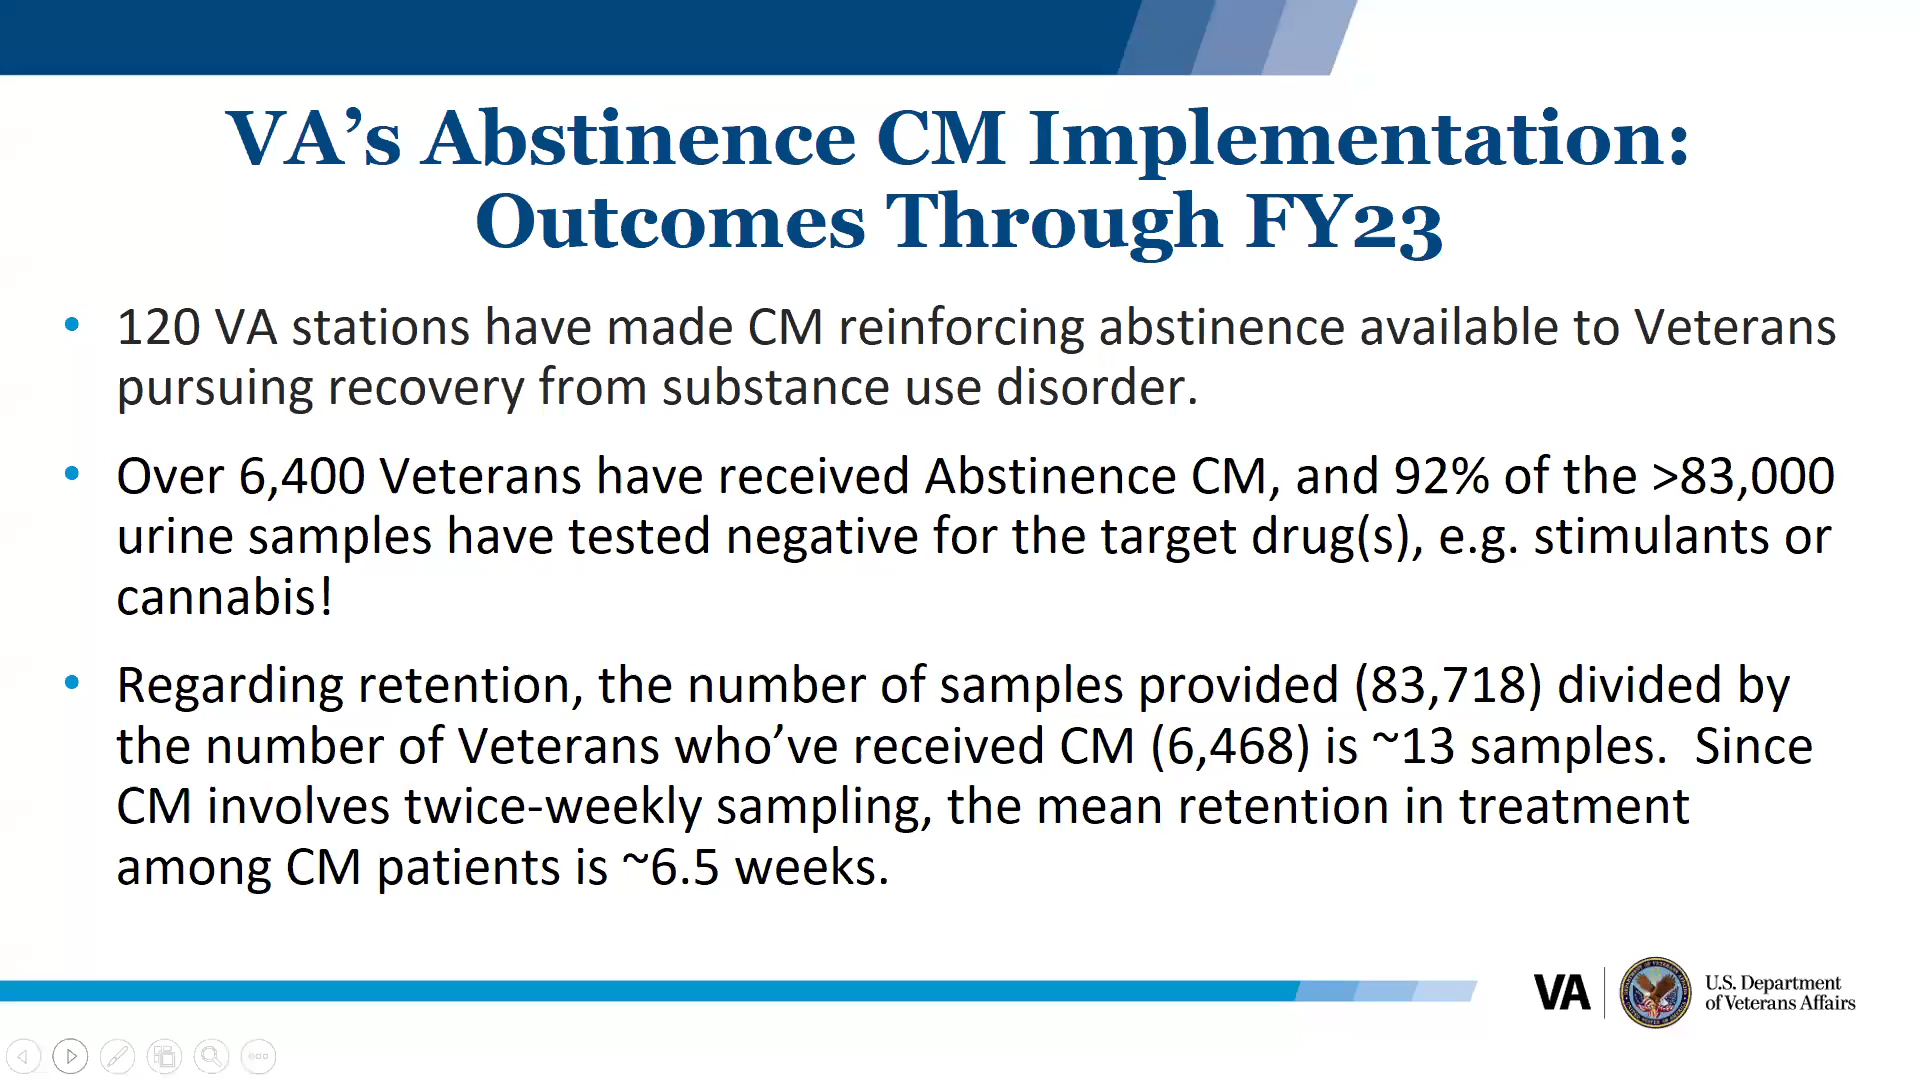 VA’s Abstinence CM Implementation:
Outcomes Through FY23
• 120 VA stations have made CM reinforcing abstinence available to Veterans
pursuing recovery from substance use disorder.
• Over 6,400 Veterans have received Abstinence CM, and 92% of the >83,000
urine samples have tested negative for the target drug(s), e.g. stimulants or
cannabis!
• Regarding retention, the number of samples provided (83,718) divided by
the number of Veterans who’ve received CM (6,468) is ~13 samples.  Since
CM involves twice-weekly sampling, the mean retention in treatment
among CM patients is ~6.5 weeks.
VA
U.S. Department
of Veterans Affairs